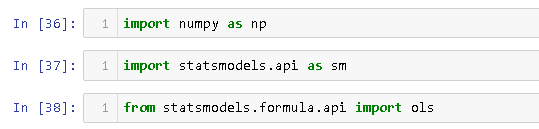 In [36]: 1 import numpy as np
In [37]: 1 import statsmodels.api as sm
In [38]: 1 from statsmodels.formula.api import ols